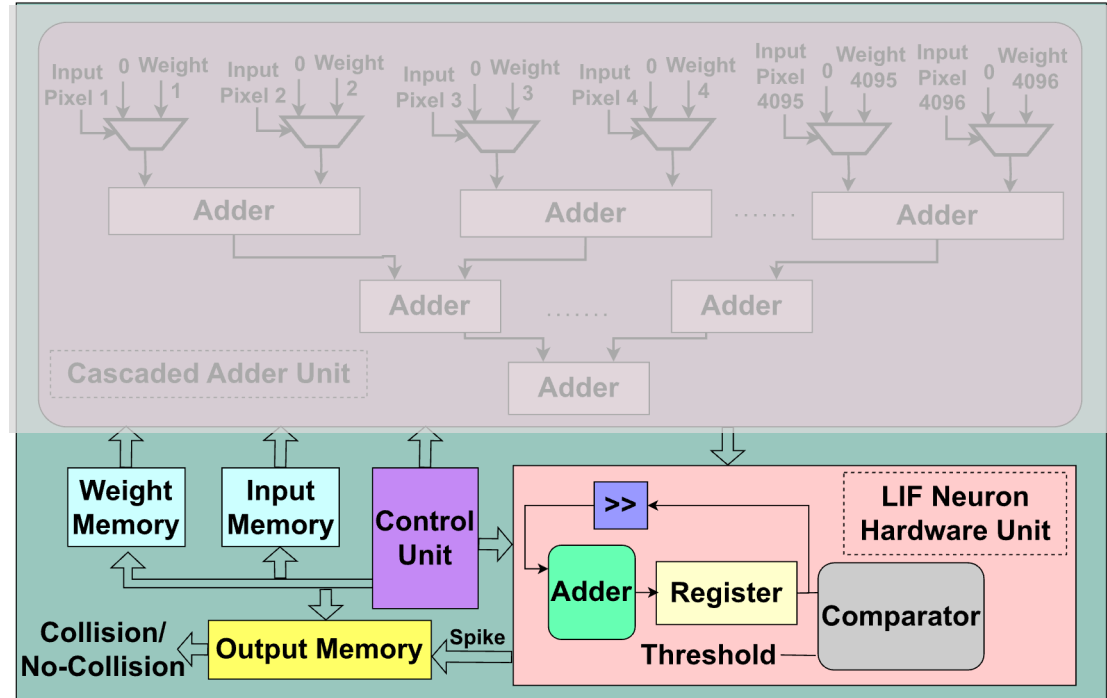 Input
Pixel 1
0
Weight
1
Input
Pixel 2
0
Weight
2
Input
Pixel 3
0
Weight
3
Input
Pixel 4
0
Weight
4
Input
Pixel
4095
0
Weight
4095
Input
Pixel
4096
0
Weight
4096
Adder
Adder
........
Adder
Adder
........
Adder
Adder
Cascaded Adder Unit
Weight
Memory
Input
Memory
Control
Unit
>>
LIF Neuron
Hardware Unit
Adder
Register
Comparator
Threshold
Collision/
No-Collision
Output Memory
Spike